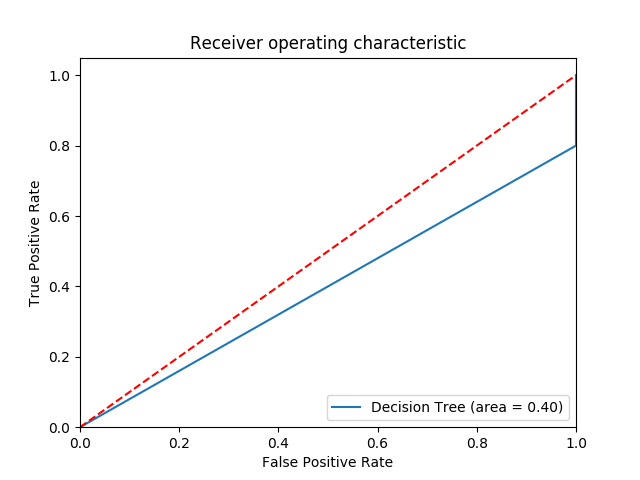 Receiver operating characteristic
1.0
0.8
0.6
0.4
0.2
0.0
True Positive Rate
Decision Tree (area = 0.40)
0.0 0.2 0.4 0.6 0.8 1.0
False Positive Rate